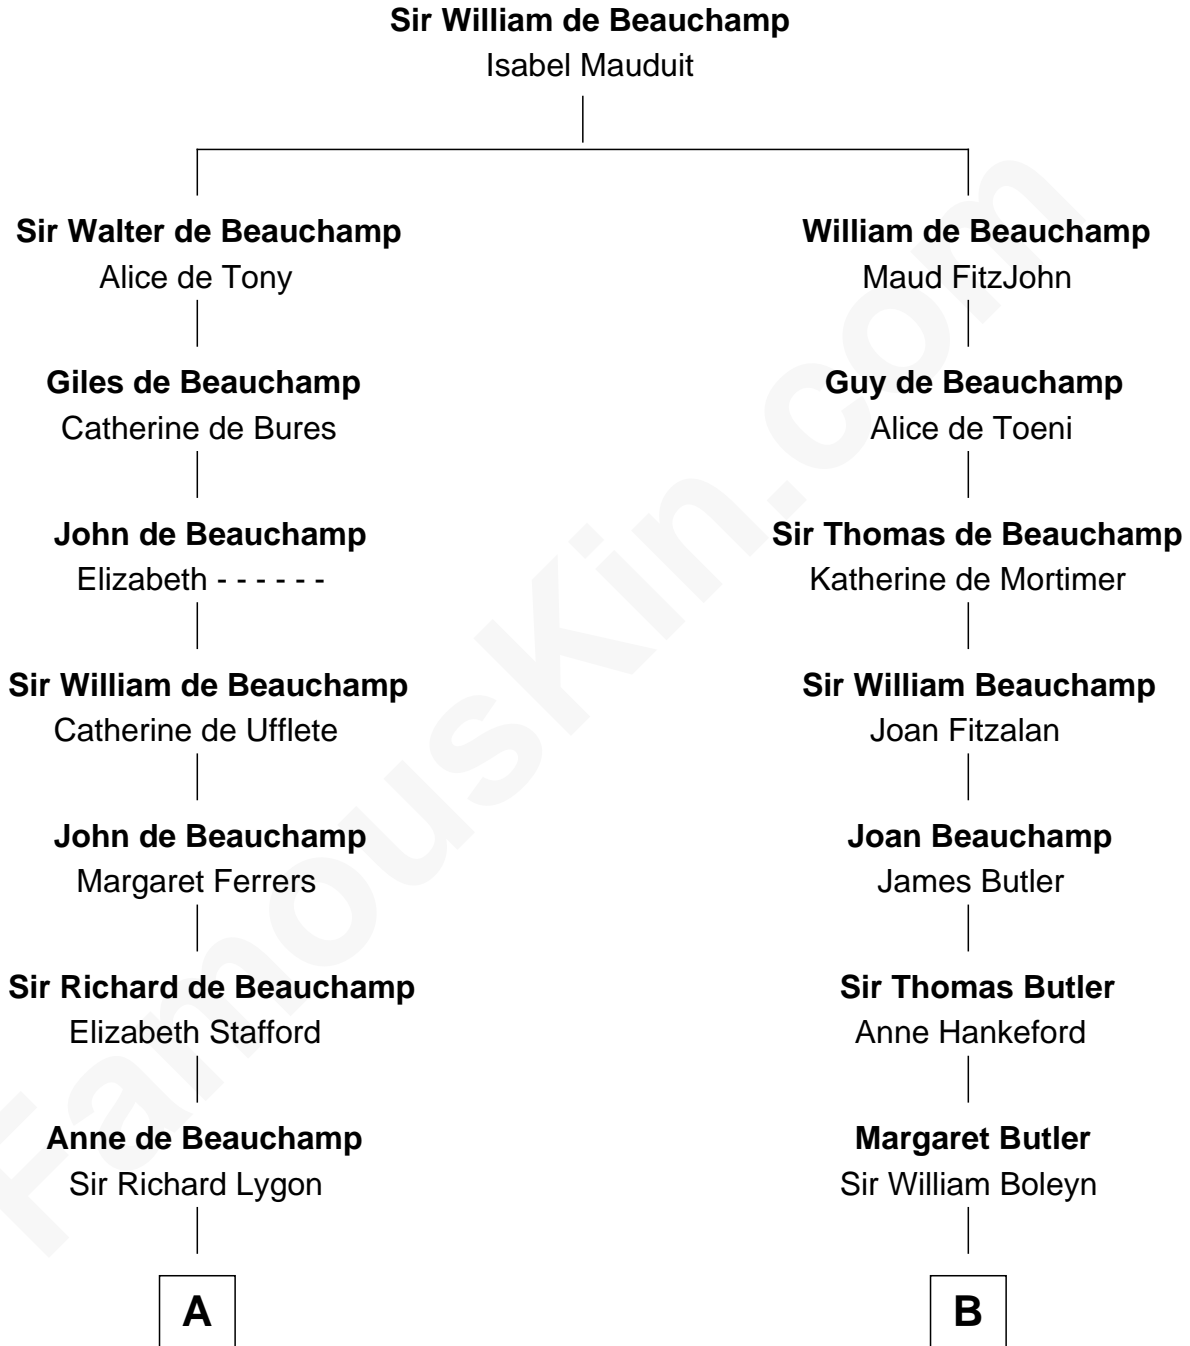 Sir William de Beauchamp
Isabel Mauduit
Sir Walter de Beauchamp
Alice de Tony
Giles de Beauchamp
Catherine de Bures
John de Beauchamp
Elizabeth - - - - - -
Sir William de Beauchamp
Catherine de Ufflete
John de Beauchamp
Margaret Ferrers
Sir Richard de Beauchamp
Elizabeth Stafford
Anne de Beauchamp
Sir Richard Lygon
A
William de Beauchamp
Maud FitzJohn
Guy de Beauchamp
Alice de Toeni
Sir Thomas de Beauchamp
Katherine de Mortimer
Sir William Beauchamp
Joan Fitzalan
Joan Beauchamp
James Butler
Sir Thomas Butler
Anne Hankeford
Margaret Butler
Sir William Boleyn
B
FamousKin.com